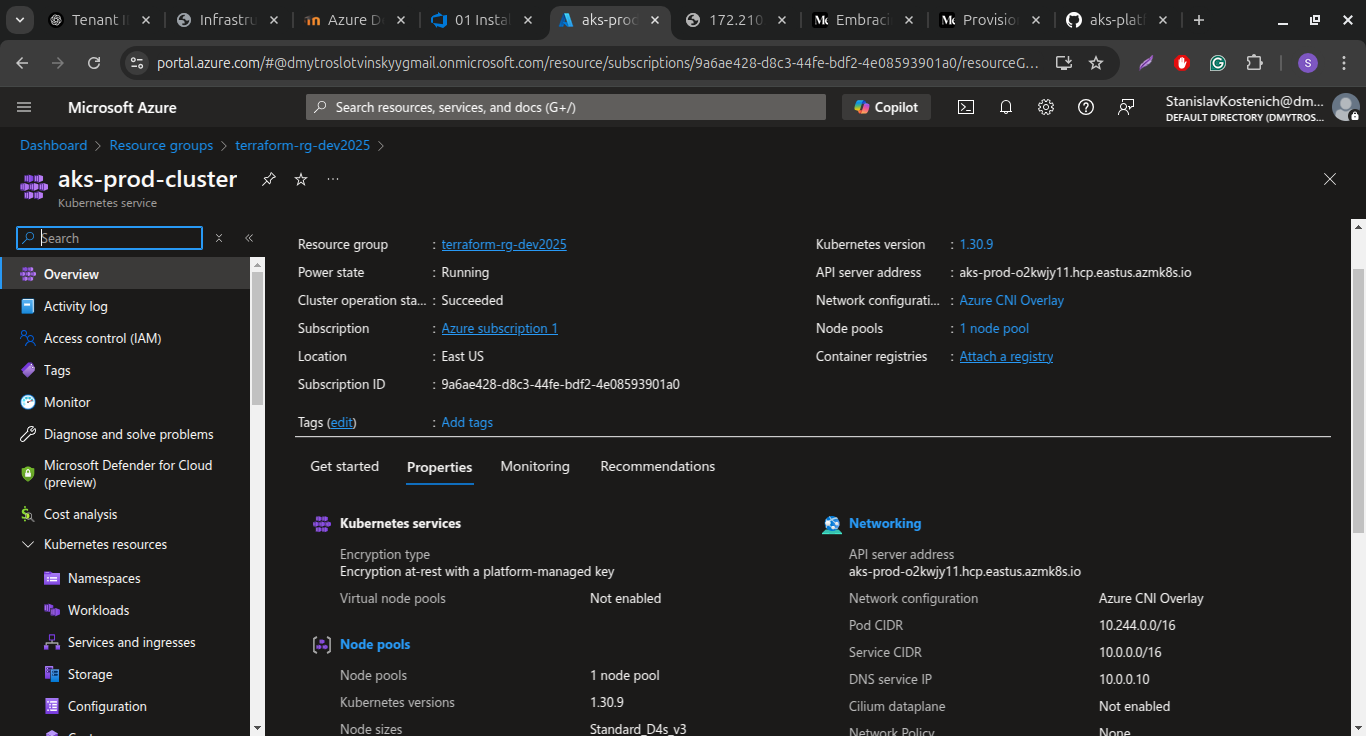 Tenant I
Infrastru
Azure De
01 Instal
aks-prod
172.210
Embracin
Provision
aks-platf
portal.azure.com/#@dmytroslotvinskyygmail.onmicrosoft.com/resource/subscriptions/9a6ae428-d8c3-44fe-bdf2-4e08593901a0/resourceG...
S
Microsoft Azure
Search resources, services, and docs (G+/)
Copilot
StanislavKostenich@dm...
DEFAULT DIRECTORY (DMYTROS...
Dashboard > Resource groups > terraform-rg-dev2025 >
aks-prod-cluster
Kubernetes service
Search
Overview
Activity log
Access control (IAM)
Tags
Monitor
Diagnose and solve problems
Microsoft Defender for Cloud
(preview)
Cost analysis
Kubernetes resources
Namespaces
Workloads
Services and ingresses
Storage
Configuration
Resource group : terraform-rg-dev2025
Power state : Running
Cluster operation sta... : Succeeded
Subscription : Azure subscription 1
Location : East US
Subscription ID : 9a6ae428-d8c3-44fe-bdf2-4e08593901a0
Kubernetes version : 1.30.9
API server address : aks-prod-o2kwjy11.hcp.eastus.azmk8s.io
Network configurati... : Azure CNI Overlay
Node pools : 1 node pool
Container registries : Attach a registry
Tags (edit) : Add tags
Get started Properties Monitoring Recommendations
Kubernetes services
Encryption type
Encryption at-rest with a platform-managed key
Virtual node pools Not enabled
Node pools
Node pools 1 node pool
Kubernetes versions 1.30.9
Node sizes Standard_D4s_v3
Networking
API server address
aks-prod-o2kwjy11.hcp.eastus.azmk8s.io
Network configuration Azure CNI Overlay
Pod CIDR 10.244.0.0/16
Service CIDR 10.0.0.0/16
DNS service IP 10.0.0.10
Cilium dataplane Not enabled
Network Policy None